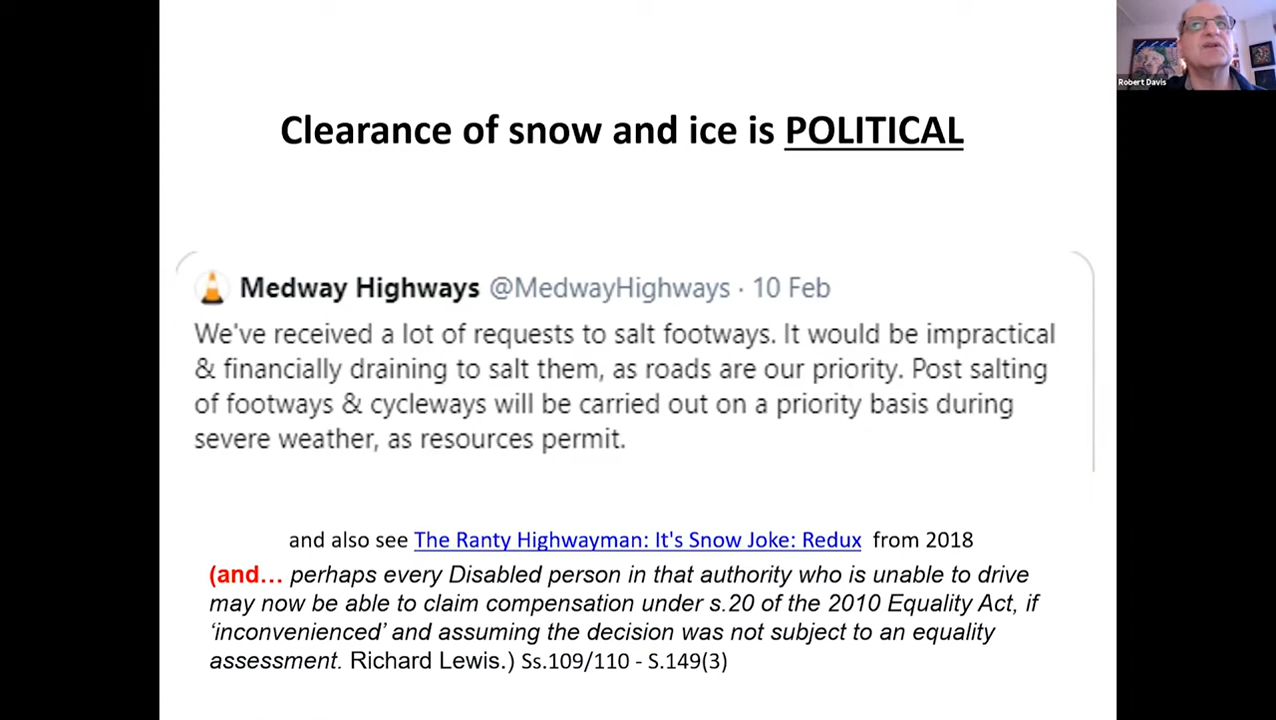 Robert Davis
Clearance of snow and ice is POLITICAL
Medway Highways @MedwayHighways · 10 Feb
We've received a lot of requests to salt footways. It would be impractical
& financially draining to salt them, as roads are our priority. Post salting
of footways & cycleways will be carried out on a priority basis during
severe weather, as resources permit.
and also see The Ranty Highwayman: It's Snow Joke: Redux from 2018
(and… perhaps every Disabled person in that authority who is unable to drive
may now be able to claim compensation under s.20 of the 2010 Equality Act, if
‘inconvenienced’ and assuming the decision was not subject to an equality
assessment. Richard Lewis.) Ss.109/110 - S.149(3)